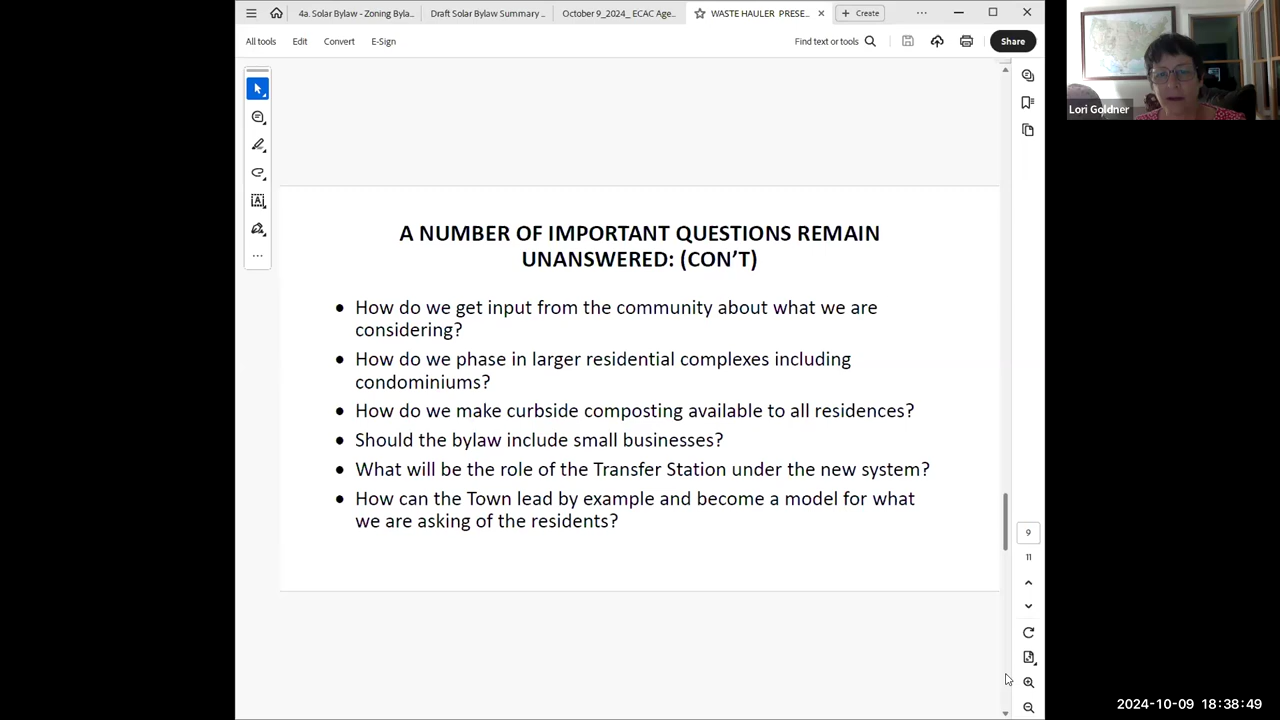 4a. Solar Bylaw - Zoning Byla...
Draft Solar Bylaw Summary ...
October 9_2024_ ECAC Age...
WASTE HAULER PRESE...
Create
All tools
Edit
Convert
E-Sign
Find text or tools
Share
Lori Goldner
A NUMBER OF IMPORTANT QUESTIONS REMAIN
UNANSWERED: (CON'T)
• How do we get input from the community about what we are
considering?
• How do we phase in larger residential complexes including
condominiums?
• How do we make curbside composting available to all residences?
• Should the bylaw include small businesses?
• What will be the role of the Transfer Station under the new system?
• How can the Town lead by example and become a model for what
we are asking of the residents?
9
11
2024-10-09 18:38:49